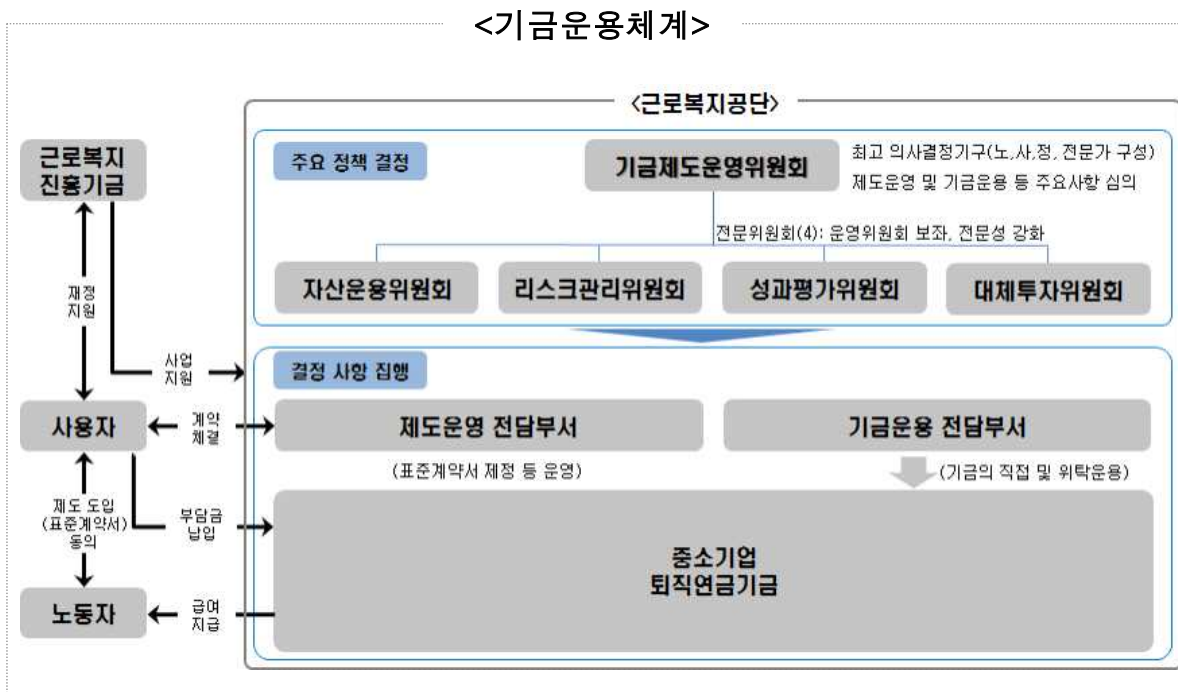 <기금운용체계>
<근로복지공단>
근로복지
진흥기금
주요 정책 결정
기금제도운영위원회
최고 의사결정기구(노,사,정, 전문가 구성)
제도운영 및 기금운용 등 주요사항 심의
전문위원회(4): 운영위원회 보좌, 전문성 강화
자산운용위원회
리스크관리위원회
성과평가위원회
대체투자위원회
재정
지원
사업
지원
결정 사항 집행
사용자
계약
체결
제도운영 전담부서
기금운용 전담부서
(표준계약서 제정 등 운영)
(기금의 직접 및 위탁운용)
제도 도입
(표준계약서)
동의
부담금
납입
중소기업
퇴직연금기금
노동자
급여
지급